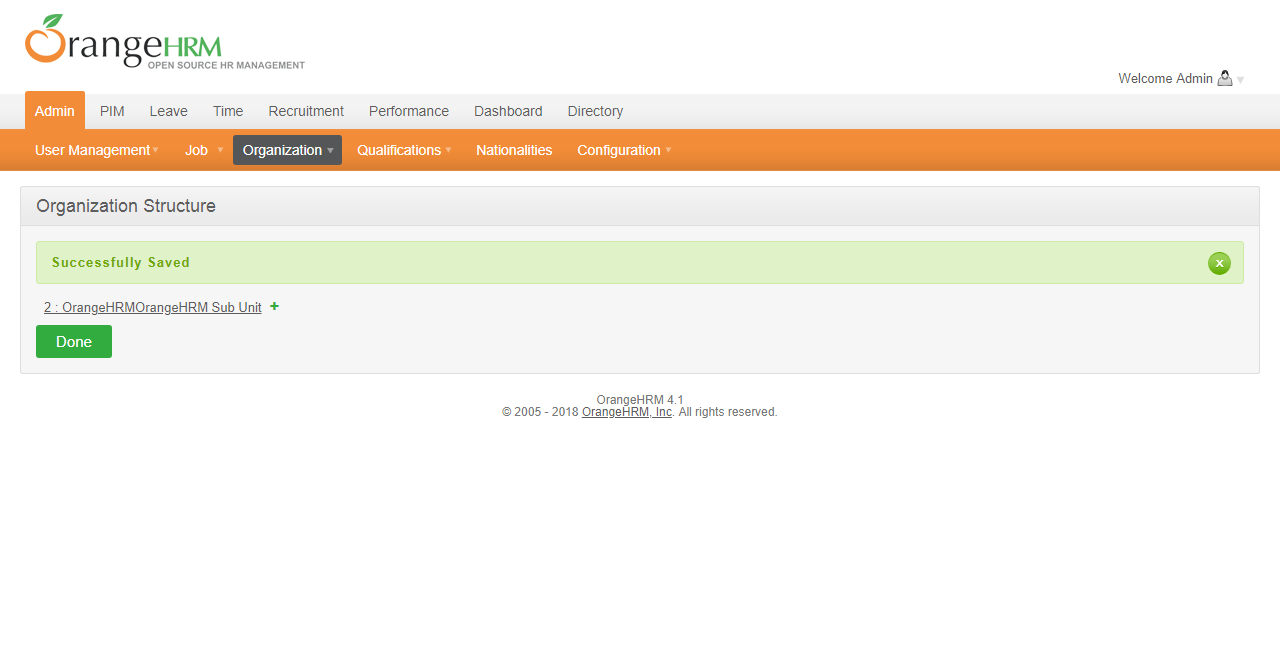 OrangeHRM
OPEN SOURCE HR MANAGEMENT
Welcome Admin
Admin PIM Leave Time Recruitment Performance Dashboard Directory
User Management Job Organization Qualifications Nationalities Configuration
Organization Structure
Successfully Saved
2 : OrangeHRMOrangeHRM Sub Unit +
Done
OrangeHRM 4.1
© 2005 - 2018 OrangeHRM, Inc. All rights reserved.